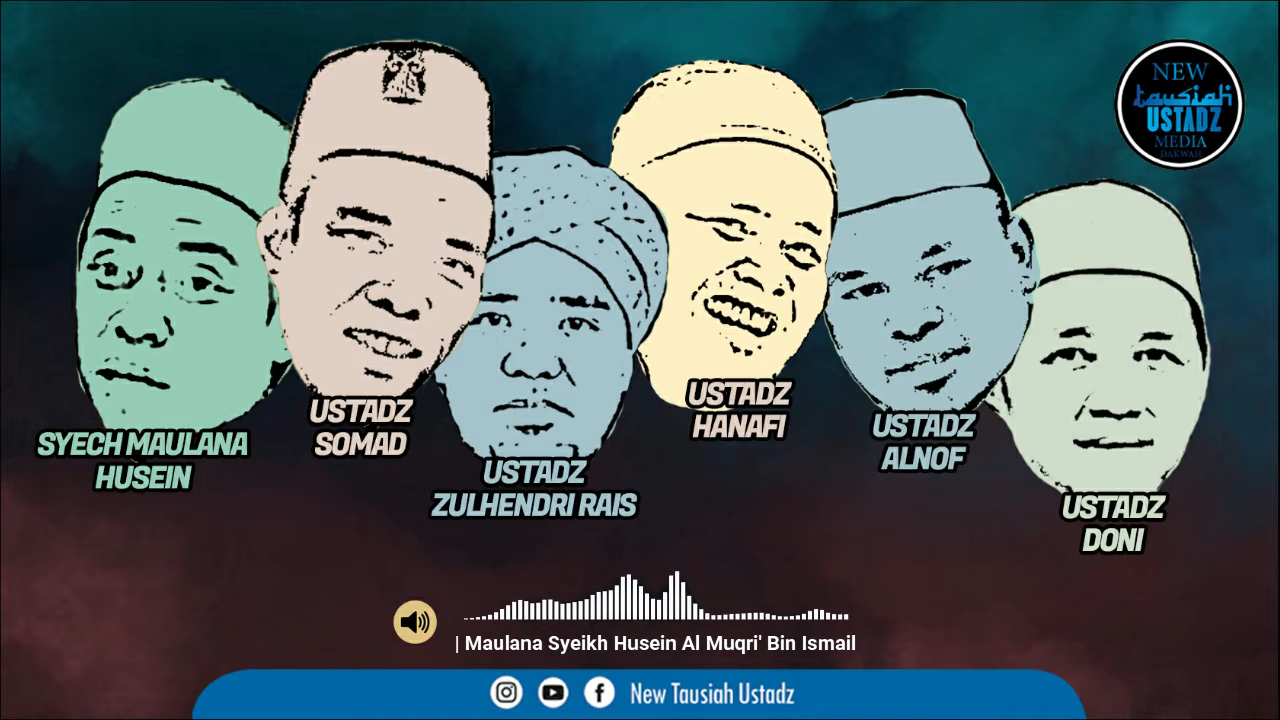 NEW
tausiah
USTADZ
MEDIA
DAKWAH
SYECH MAULANA
HUSEIN
USTADZ
SOMAD
USTADZ
ZULHENDRI RAIS
USTADZ
HANAFI
USTADZ
ALNOF
USTADZ
DONI
| Maulana Syeikh Husein Al Muqri' Bin Ismail
New Tausiah Ustadz